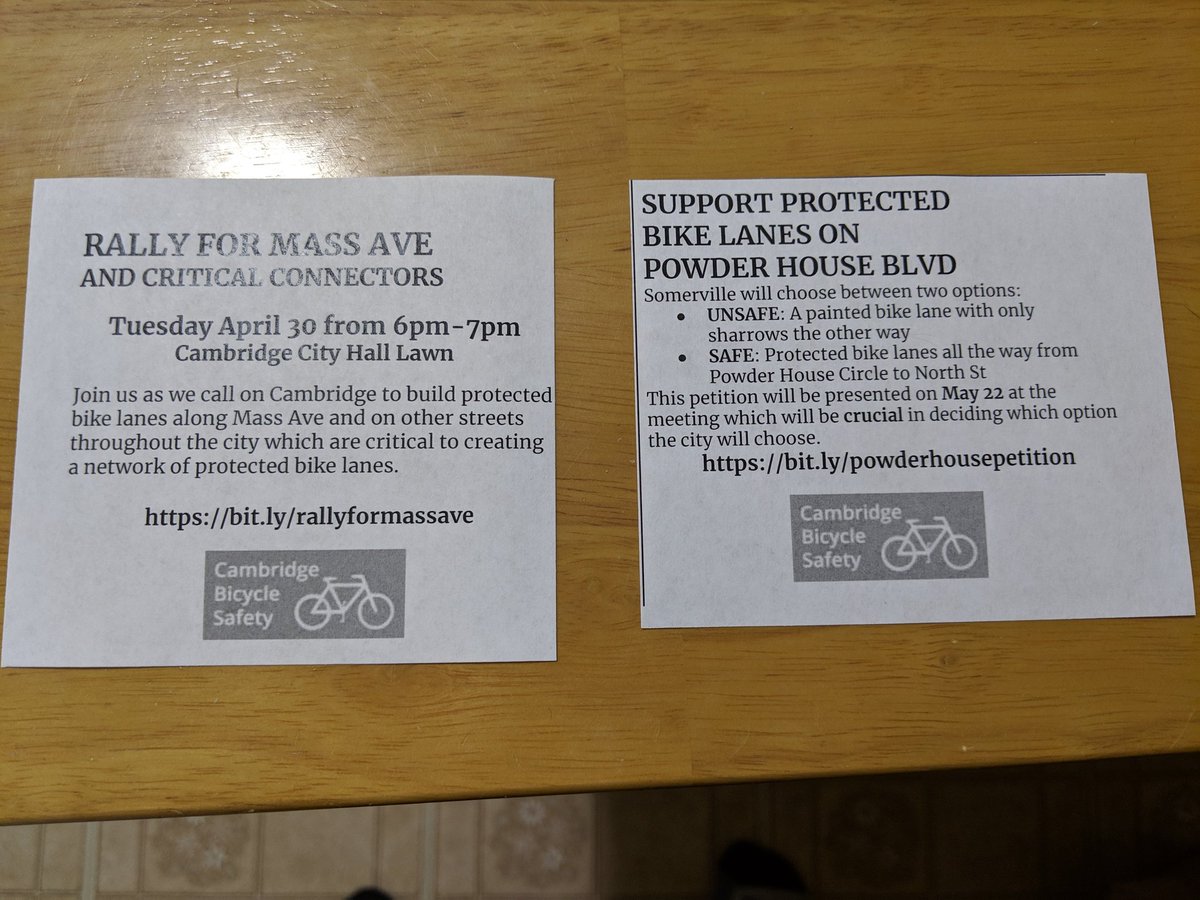 RALLY FOR MASS AVE
AND CRITICAL CONNECTORS
Tuesday April 30 from 6pm-7pm
Cambridge City Hall Lawn
Join us as we call on Cambridge to build protected
bike lanes along Mass Ave and on other streets
throughout the city which are critical to creating
a network of protected bike lanes.
https://bit.ly/rallyformassave
Cambridge
Bicycle
Safety
SUPPORT PROTECTED
BIKE LANES ON
POWDER HOUSE BLVD
Somerville will choose between two options:
• UNSAFE: A painted bike lane with only
sharrows the other way
• SAFE: Protected bike lanes all the way from
Powder House Circle to North St
This petition will be presented on May 22 at the
meeting which will be crucial in deciding which option
the city will choose.
https://bit.ly/powderhousepetition
Cambridge
Bicycle
Safety